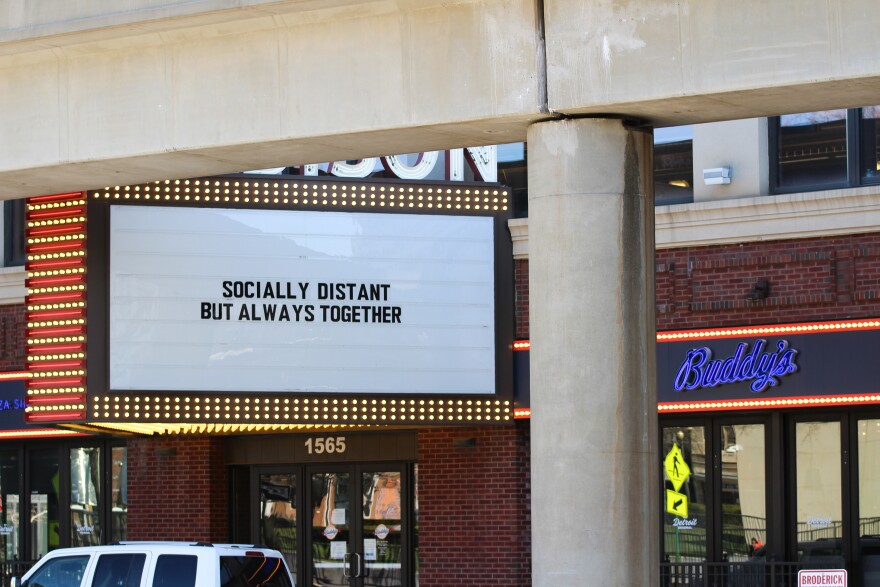 SOCIALLY DISTANT
BUT ALWAYS TOGETHER
Buddy's
1565
Detroit
BRODERICK